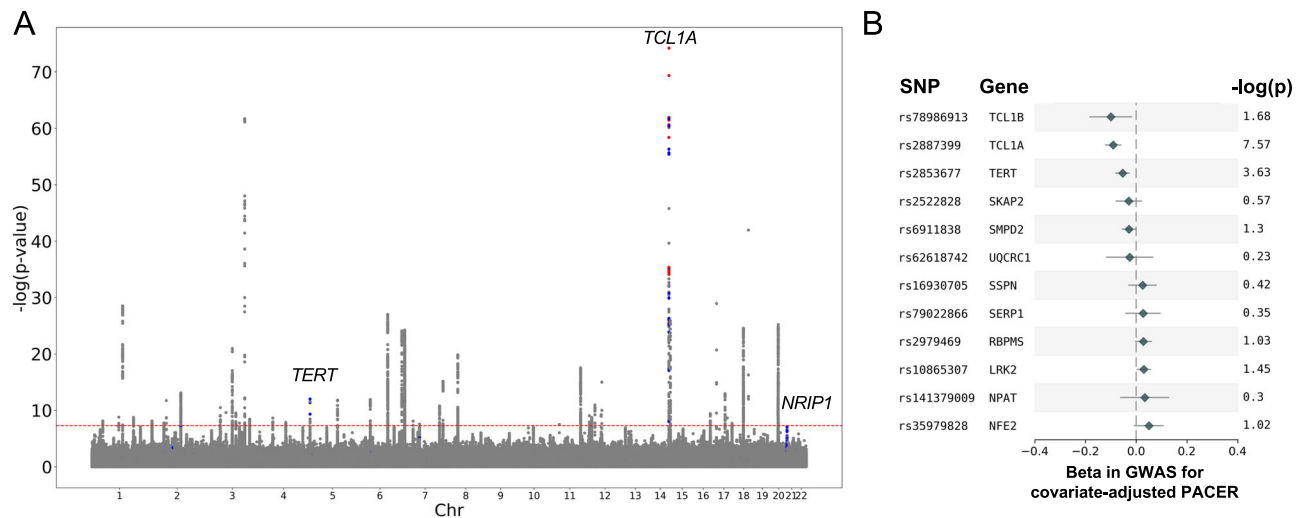 A
TCL1A
TERT
NRIP1
-log(p-value)
70
60
50
40
30
20
10
0
1 2 3 4 5 6 7 8 9 10 11 12 13 14 15 16 17 18 19 20 21 22
Chr
B
SNP Gene -log(p)
rs78986913 TCL1B 1.68
rs2887399 TCL1A 7.57
rs2853677 TERT 3.63
rs2522828 SKAP2 0.57
rs6911838 SMPD2 1.3
rs62618742 UQCRC1 0.23
rs16930705 SSPN 0.42
rs79022866 SERP1 0.35
rs2979469 RBPMS 1.03
rs10865307 LRK2 1.45
rs141379009 NPAT 0.3
rs35979828 NFE2 1.02
−0.4 −0.2 0.0 0.2 0.4
Beta in GWAS for
covariate-adjusted PACER